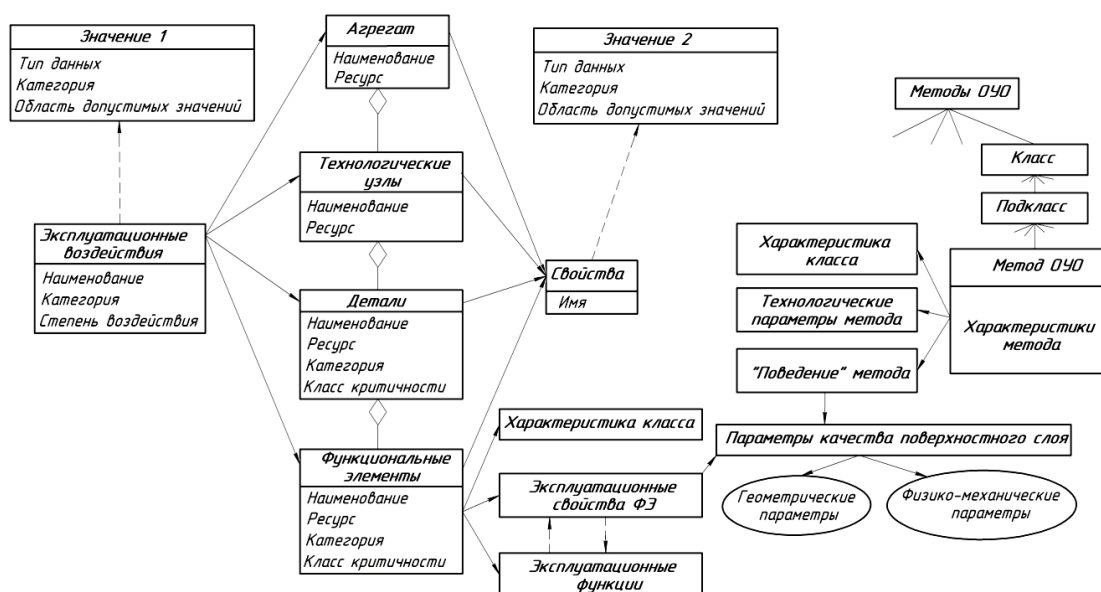 Значение 1
Тип данных
Категория
Область допустимых значений
Эксплуатационные
воздействия
Наименование
Категория
Степень воздействия
Агрегат
Наименование
Ресурс
Технологические
узлы
Наименование
Ресурс
Детали
Наименование
Ресурс
Категория
Класс критичности
Функциональные
элементы
Наименование
Ресурс
Категория
Класс критичности
Значение 2
Тип данных
Категория
Область допустимых значений
Свойства
Имя
Характеристика класса
Эксплуатационные
свойства ФЭ
Эксплуатационные
функции
Методы ОУО
Класс
Подкласс
Метод ОУО
Характеристики
метода
Характеристика
класса
Технологические
параметры метода
"Поведение" метода
Параметры качества поверхностного слоя
Геометрические
параметры
Физико-механические
параметры